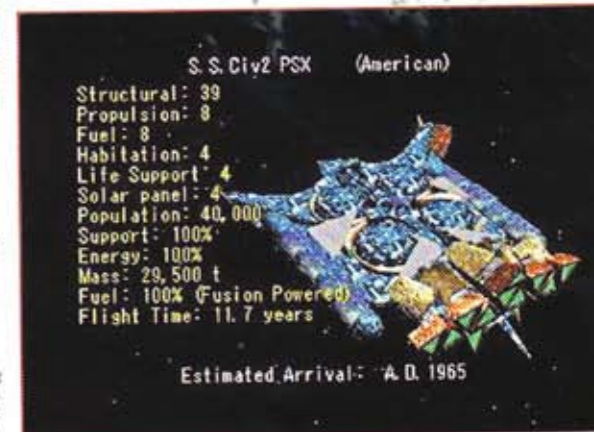 S.S.Civ2 PSX (American)
Structural: 39
Propulsion: 8
Fuel: 8
Habitation: 4
Life Support: 4
Solar panel: 4
Population: 40,000
Support: 100%
Energy: 100%
Mass: 29,500 t
Fuel: 100% (Fusion Powered)
Flight Time: 11.7 years
Estimated Arrival: A.D. 1965